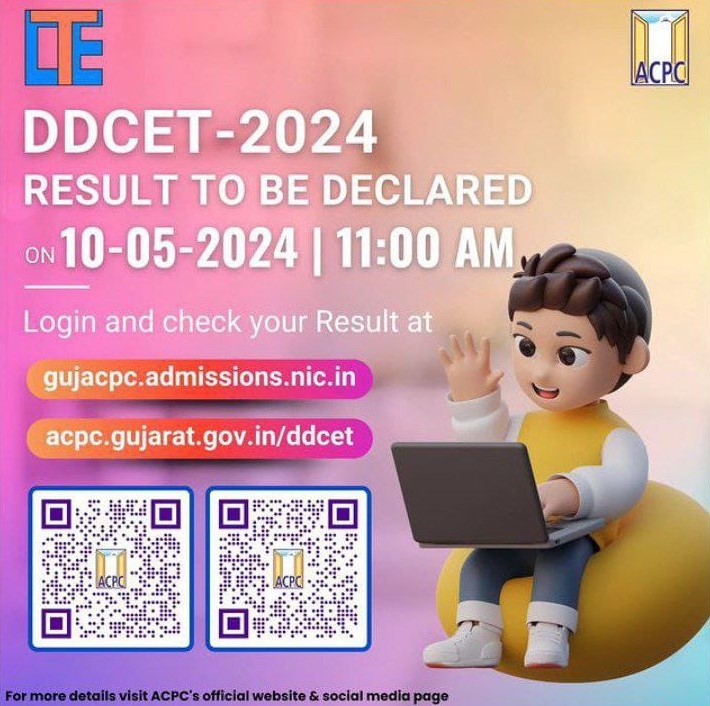 LTE
ACPC
DDCET-2024
RESULT TO BE DECLARED
ON 10-05-2024 | 11:00 AM
Login and check your Result at
gujacpc.admissions.nic.in
acpc.gujarat.gov.in/ddcet
ACPC
ACPC
For more details visit ACPC's official website & social media page